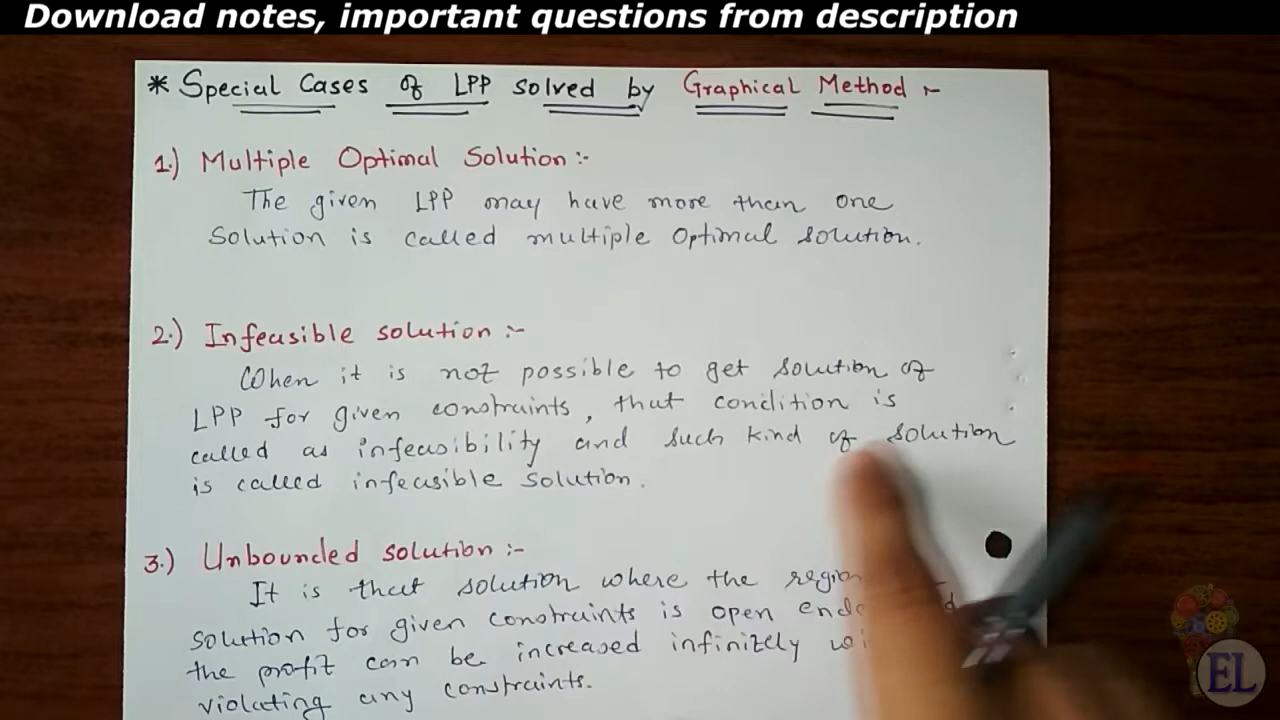 Download notes, important questions from description
* Special Cases of LPP solved by Graphical Method :-
1.) Multiple Optimal Solution :-
The given LPP may have more than one
Solution is called multiple optimal solution.
2.) Infeasible solution :-
When it is not possible to get solution of
LPP for given constraints, that condition is
called as infeasibility and such kind of solution
is called infeasible solution.
3.) Unbounded solution :-
It is that solution where the region
solution for given constraints is open
the profit can be increased infinitely
violating any constraints.
EL